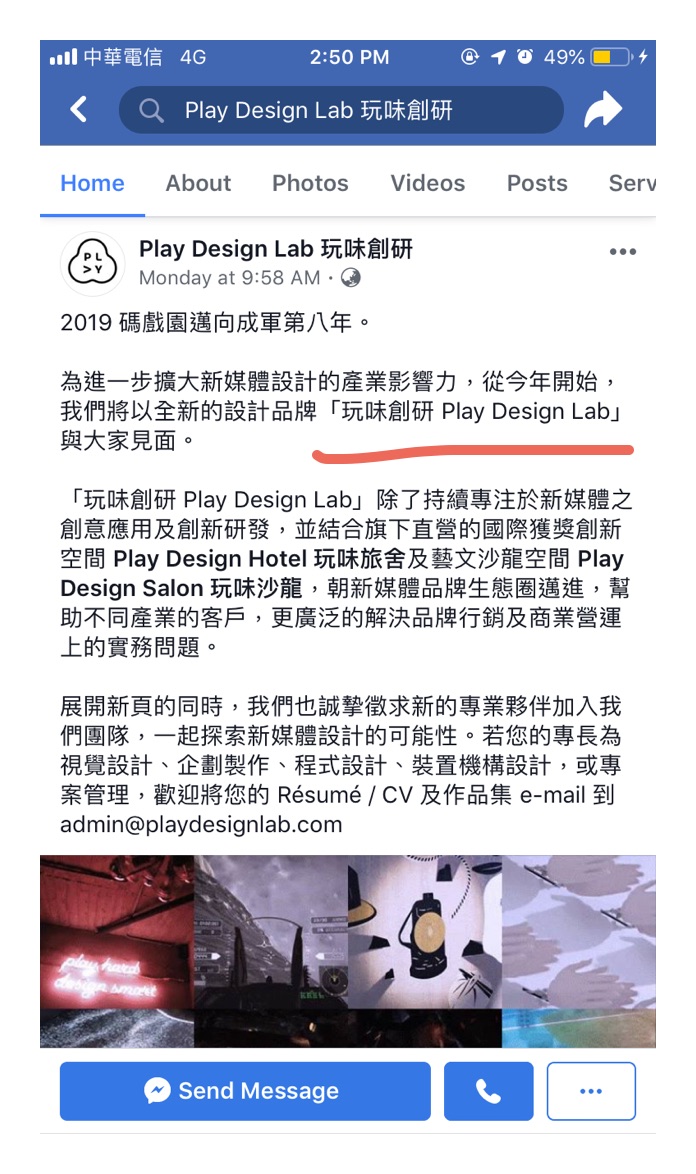 中華電信 4G 2:50 PM 49%
Play Design Lab 玩味創研
Home About Photos Videos Posts Serv
PL
>Y
Play Design Lab 玩味創研
Monday at 9:58 AM ·
2019 碼戲園邁向成軍第八年。
為進一步擴大新媒體設計的產業影響力，從今年開始，
我們將以全新的設計品牌「玩味創研 Play Design Lab」
與大家見面。
「玩味創研 Play Design Lab」除了持續專注於新媒體之
創意應用及創新研發，並結合旗下直營的國際獲獎創新
空間 Play Design Hotel 玩味旅舍及藝文沙龍空間 Play
Design Salon 玩味沙龍，朝新媒體品牌生態圈邁進，幫
助不同產業的客戶，更廣泛的解決品牌行銷及商業營運
上的實務問題。
展開新頁的同時，我們也誠摯徵求新的專業夥伴加入我
們團隊，一起探索新媒體設計的可能性。若您的專長為
視覺設計、企劃製作、程式設計、裝置機構設計，或專
案管理，歡迎將您的 Résumé / CV 及作品集 e-mail 到
admin@playdesignlab.com
play hard
design smart
Send Message